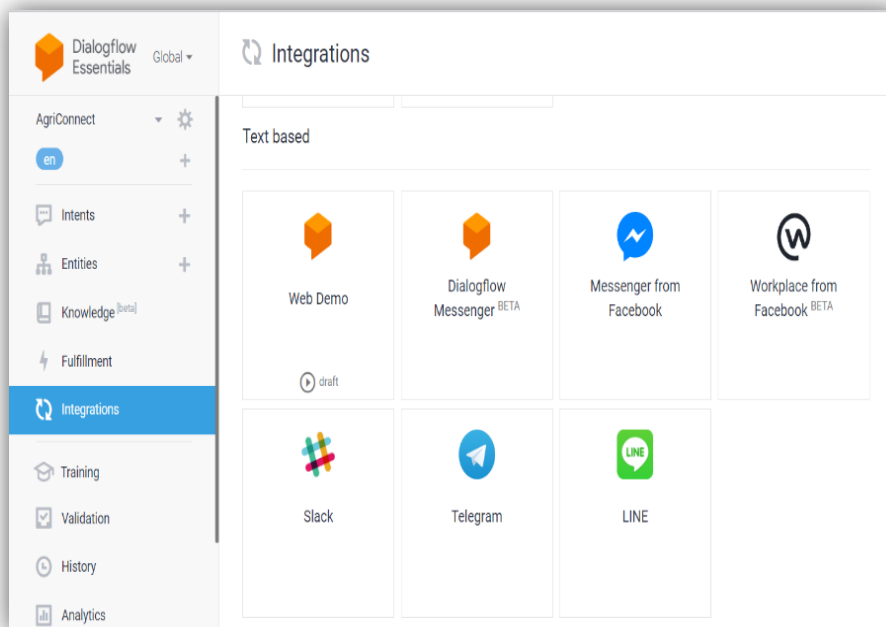 Dialogflow
Essentials
Global
Integrations
AgriConnect
en
Intents
Entities
Knowledge [beta]
Fulfillment
Integrations
Training
Validation
History
Analytics
Text based
Web Demo
draft
Dialogflow
Messenger BETA
Messenger from
Facebook
Workplace from
Facebook BETA
Slack
Telegram
LINE
LINE